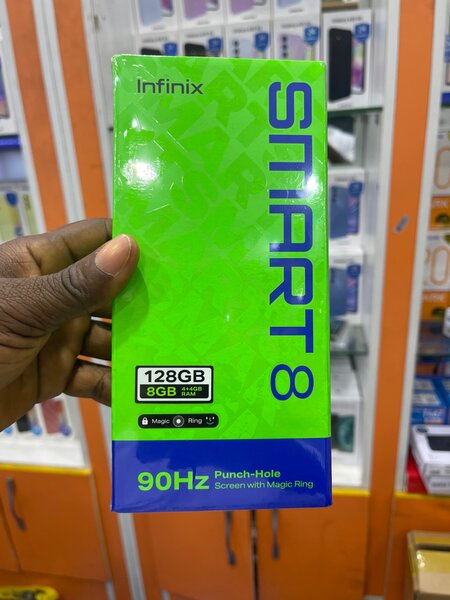 Infinix
SMART 8
128GB
8GB 4+4GB RAM
Magic Ring
90Hz Punch-Hole
Screen with Magic Ring